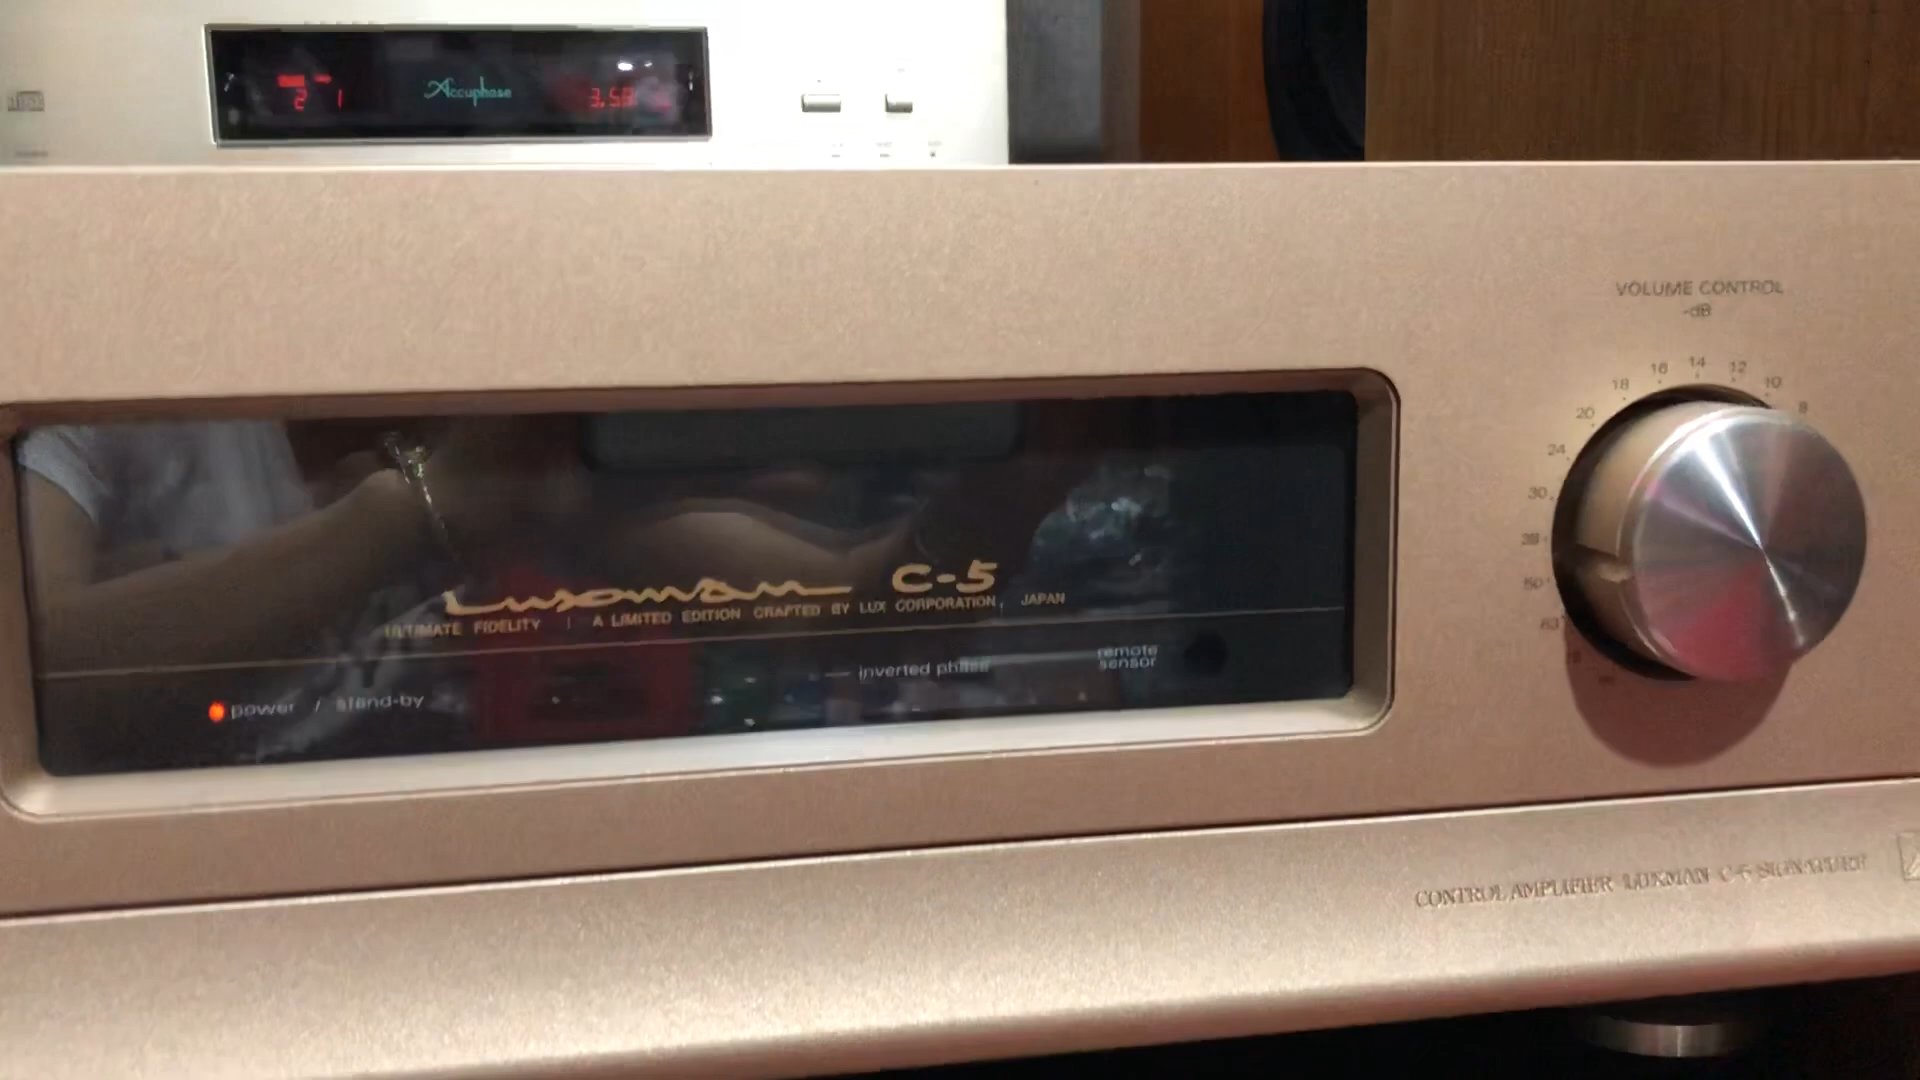 2 1
Accuphase
3.58
VOLUME CONTROL
-dB
18 16 14 12 10 8
20
24
30
38
50
63
Luxman C-5
ULTIMATE FIDELITY | A LIMITED EDITION CRAFTED BY LUX CORPORATION, JAPAN
power / stand-by
— inverted phase
remote
sensor
CONTROL AMPLIFIER LUXMAN C-5 SIGNATURE